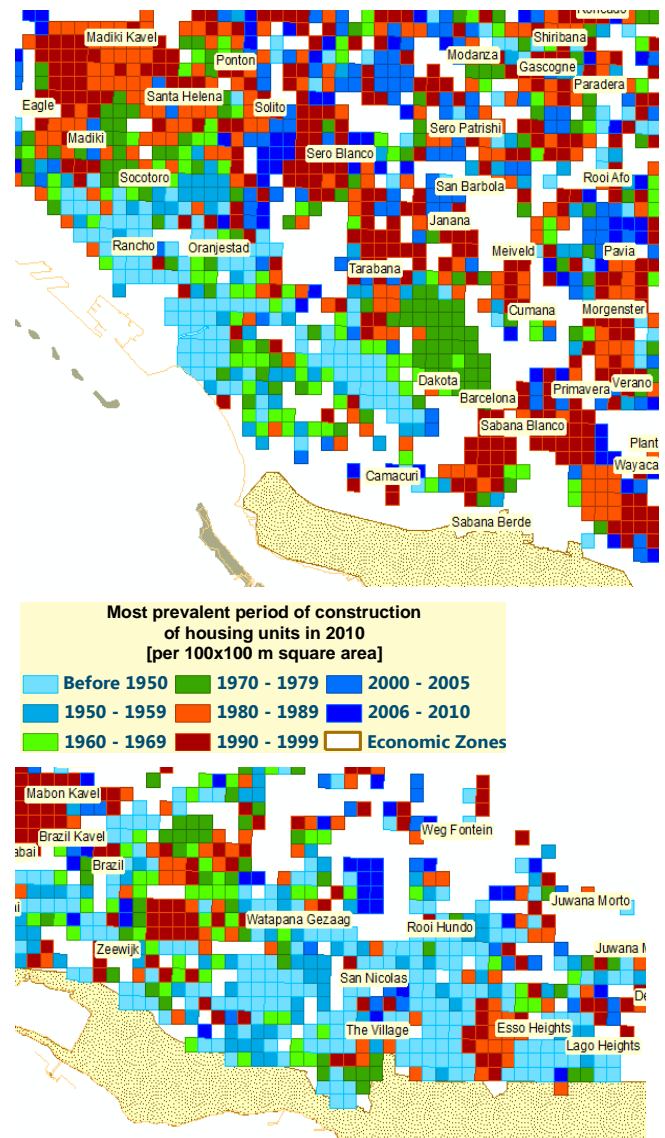 Roncado
Madiki Kavel
Shiribana
Ponton
Modanza
Gascogne
Paradera
Eagle
Santa Helena
Solito
Madiki
Sero Patrishi
Sero Blanco
Socotoro
San Barbola
Rooi Afo
Janana
Rancho
Oranjestad
Meiveld
Pavia
Tarabana
Cumana
Morgenster
Dakota
Barcelona
Primavera
Verano
Sabana Blanco
Plant
Camacuri
Wayaca
Sabana Berde
Most prevalent period of construction
of housing units in 2010
[per 100x100 m square area]
Before 1950 1970 - 1979 2000 - 2005
1950 - 1959 1980 - 1989 2006 - 2010
1960 - 1969 1990 - 1999 Economic Zones
Mabon Kavel
Brazil Kavel
Weg Fontein
abai
Brazil
Juwana Morto
ai
Watapana Gezaag
Rooi Hundo
Zeewijk
Juwana M
San Nicolas
De
The Village
Esso Heights
Lago Heights